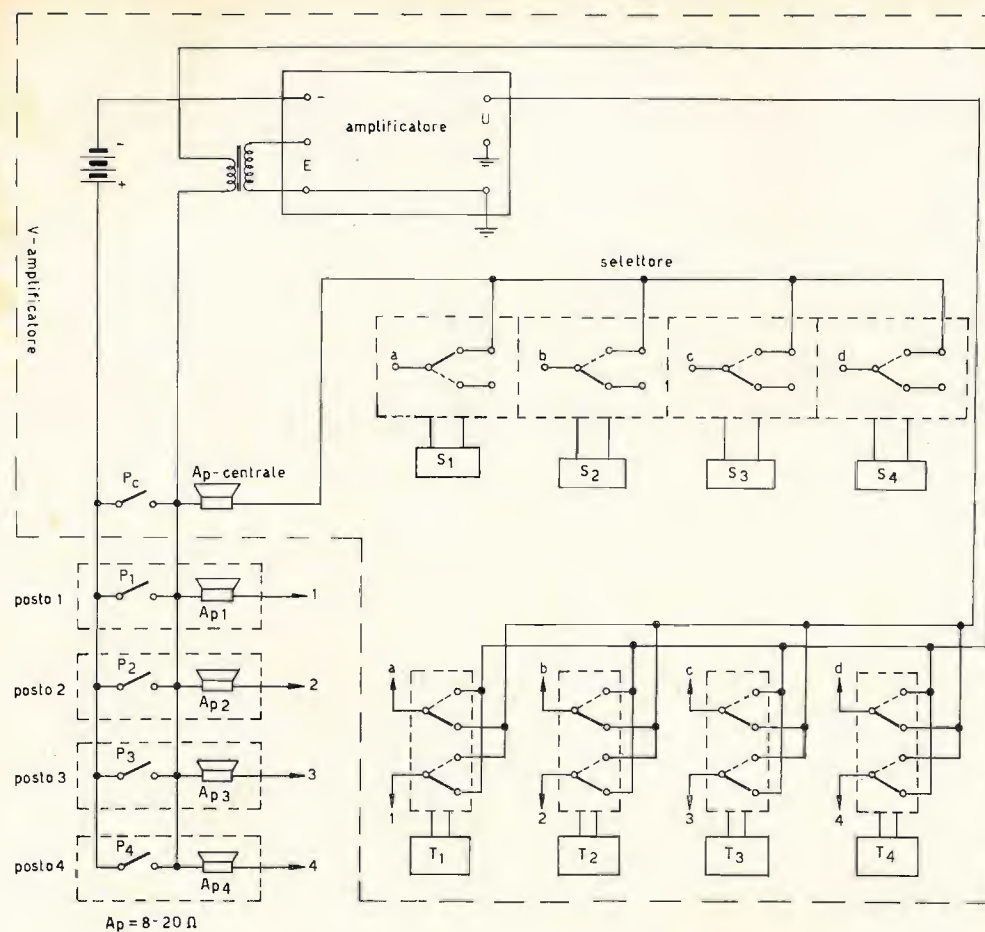 -
U
amplificatore
E
-
+
V-amplificatore
selettore
a
b
c
d
S1
S2
S3
S4
Pc
Ap-centrale
posto 1
P1
Ap1
1
posto 2
P2
Ap2
2
posto 3
P3
Ap3
3
posto 4
P4
Ap4
4
a
b
c
d
1
2
3
4
T1
T2
T3
T4
Ap = 8-20 Ω